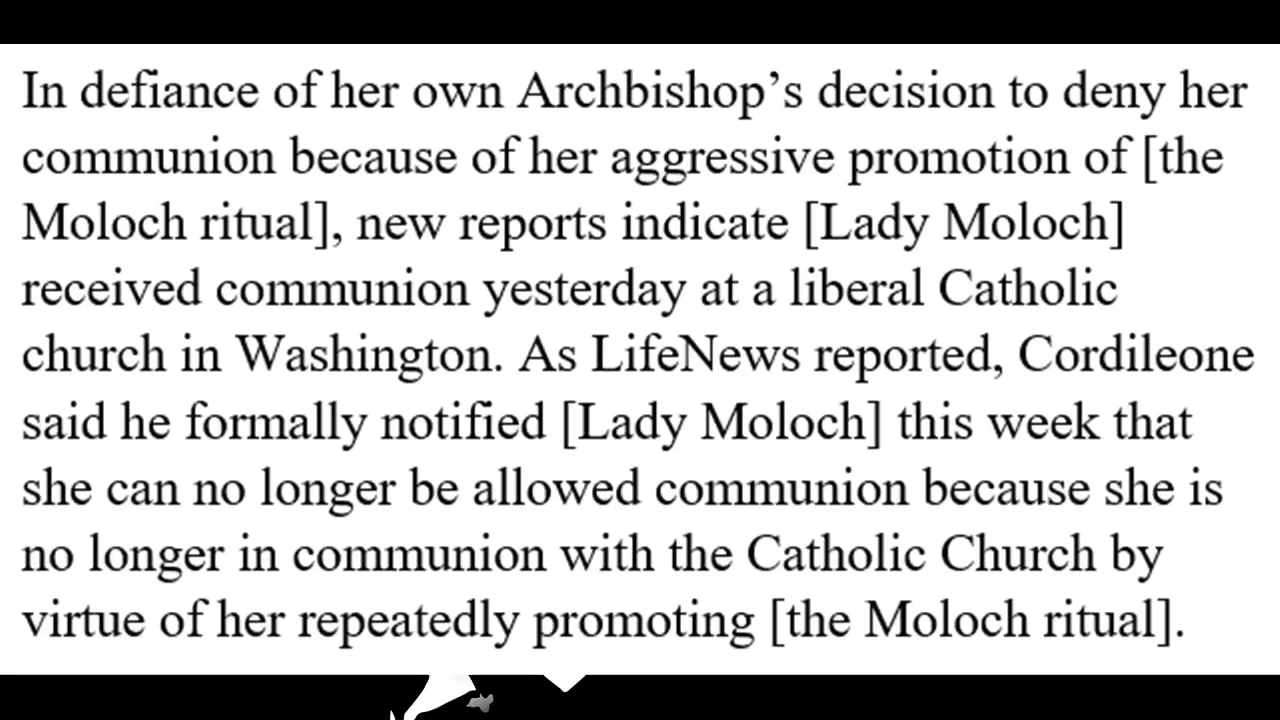 In defiance of her own Archbishop’s decision to deny her
communion because of her aggressive promotion of [the
Moloch ritual], new reports indicate [Lady Moloch]
received communion yesterday at a liberal Catholic
church in Washington. As LifeNews reported, Cordileone
said he formally notified [Lady Moloch] this week that
she can no longer be allowed communion because she is
no longer in communion with the Catholic Church by
virtue of her repeatedly promoting [the Moloch ritual].